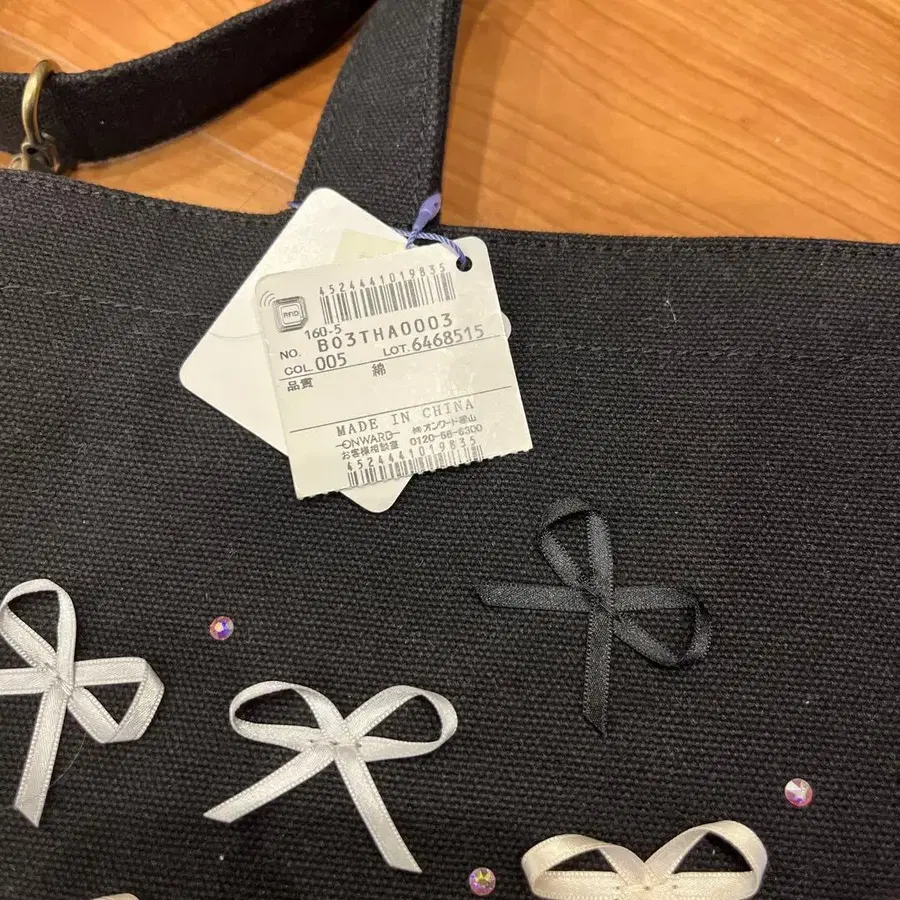 4524441019835
RFID
160-5
NO. B03THA0003
COL. 005 LOT. 6468515
品質 綿
MADE IN CHINA
ONWARD ㈱オンワード樫山
お客様相談室 0120-58-6300
4524441019835